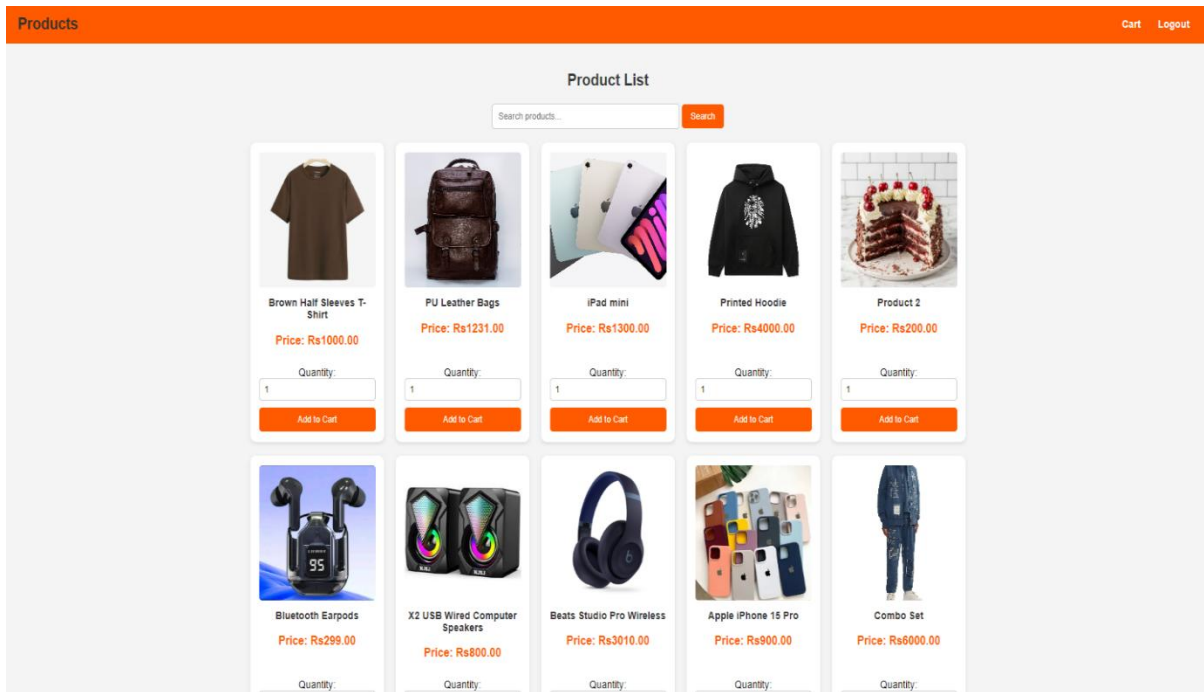 Products
Cart Logout
Product List
Search products...
Search
Brown Half Sleeves T-
Shirt
Price: Rs1000.00
Quantity:
1
Add to Cart
PU Leather Bags
Price: Rs1231.00
Quantity:
1
Add to Cart
iPad mini
Price: Rs1300.00
Quantity:
1
Add to Cart
Printed Hoodie
Price: Rs4000.00
Quantity:
1
Add to Cart
Product 2
Price: Rs200.00
Quantity:
1
Add to Cart
95
Bluetooth Earpods
Price: Rs299.00
Quantity:
X2 USB Wired Computer
Speakers
Price: Rs800.00
Quantity:
Beats Studio Pro Wireless
Price: Rs3010.00
Quantity:
Apple iPhone 15 Pro
Price: Rs900.00
Quantity:
Combo Set
Price: Rs6000.00
Quantity: